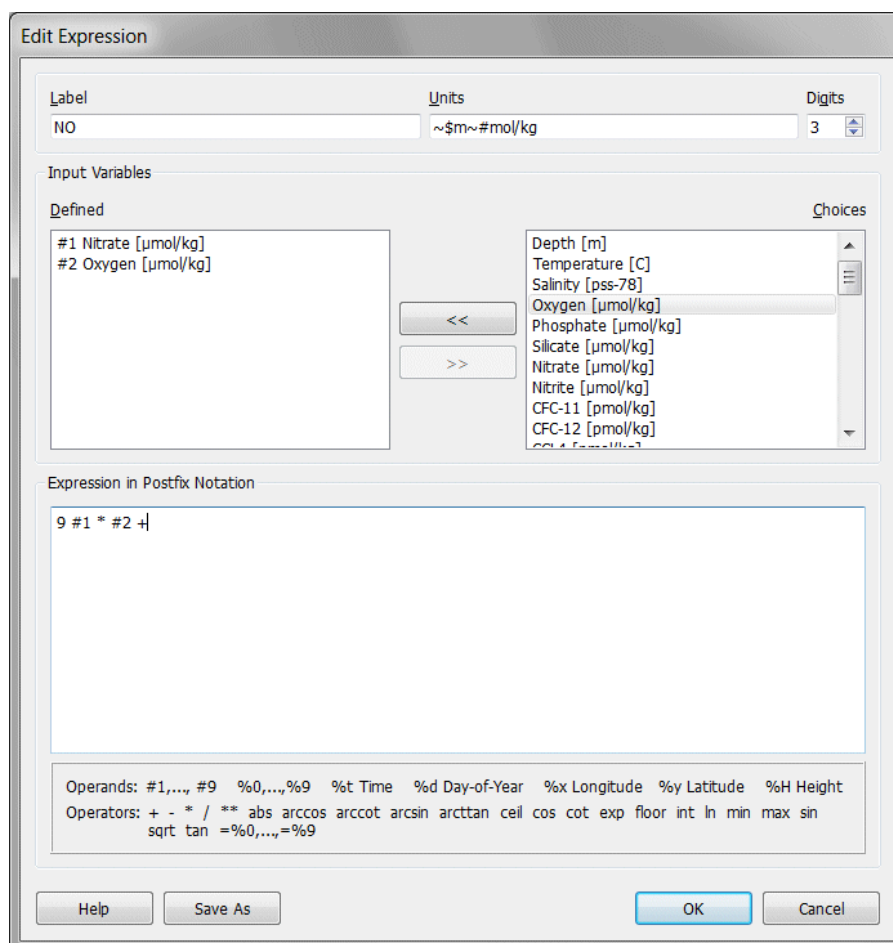 Edit Expression
Label Units Digits
NO ~$m~#mol/kg 3
Input Variables
Defined Choices
#1 Nitrate [µmol/kg]
#2 Oxygen [µmol/kg]
<<
>>
Depth [m]
Temperature [C]
Salinity [pss-78]
Oxygen [µmol/kg]
Phosphate [µmol/kg]
Silicate [µmol/kg]
Nitrate [µmol/kg]
Nitrite [µmol/kg]
CFC-11 [pmol/kg]
CFC-12 [pmol/kg]
Expression in Postfix Notation
9 #1 * #2 +
Operands: #1,..., #9 %0,...,%9 %t Time %d Day-of-Year %x Longitude %y Latitude %H Height
Operators: + - * / ** abs arccos arccot arcsin arcttan ceil cos cot exp floor int ln min max sin
sqrt tan =%0,...,=%9
Help Save As OK Cancel